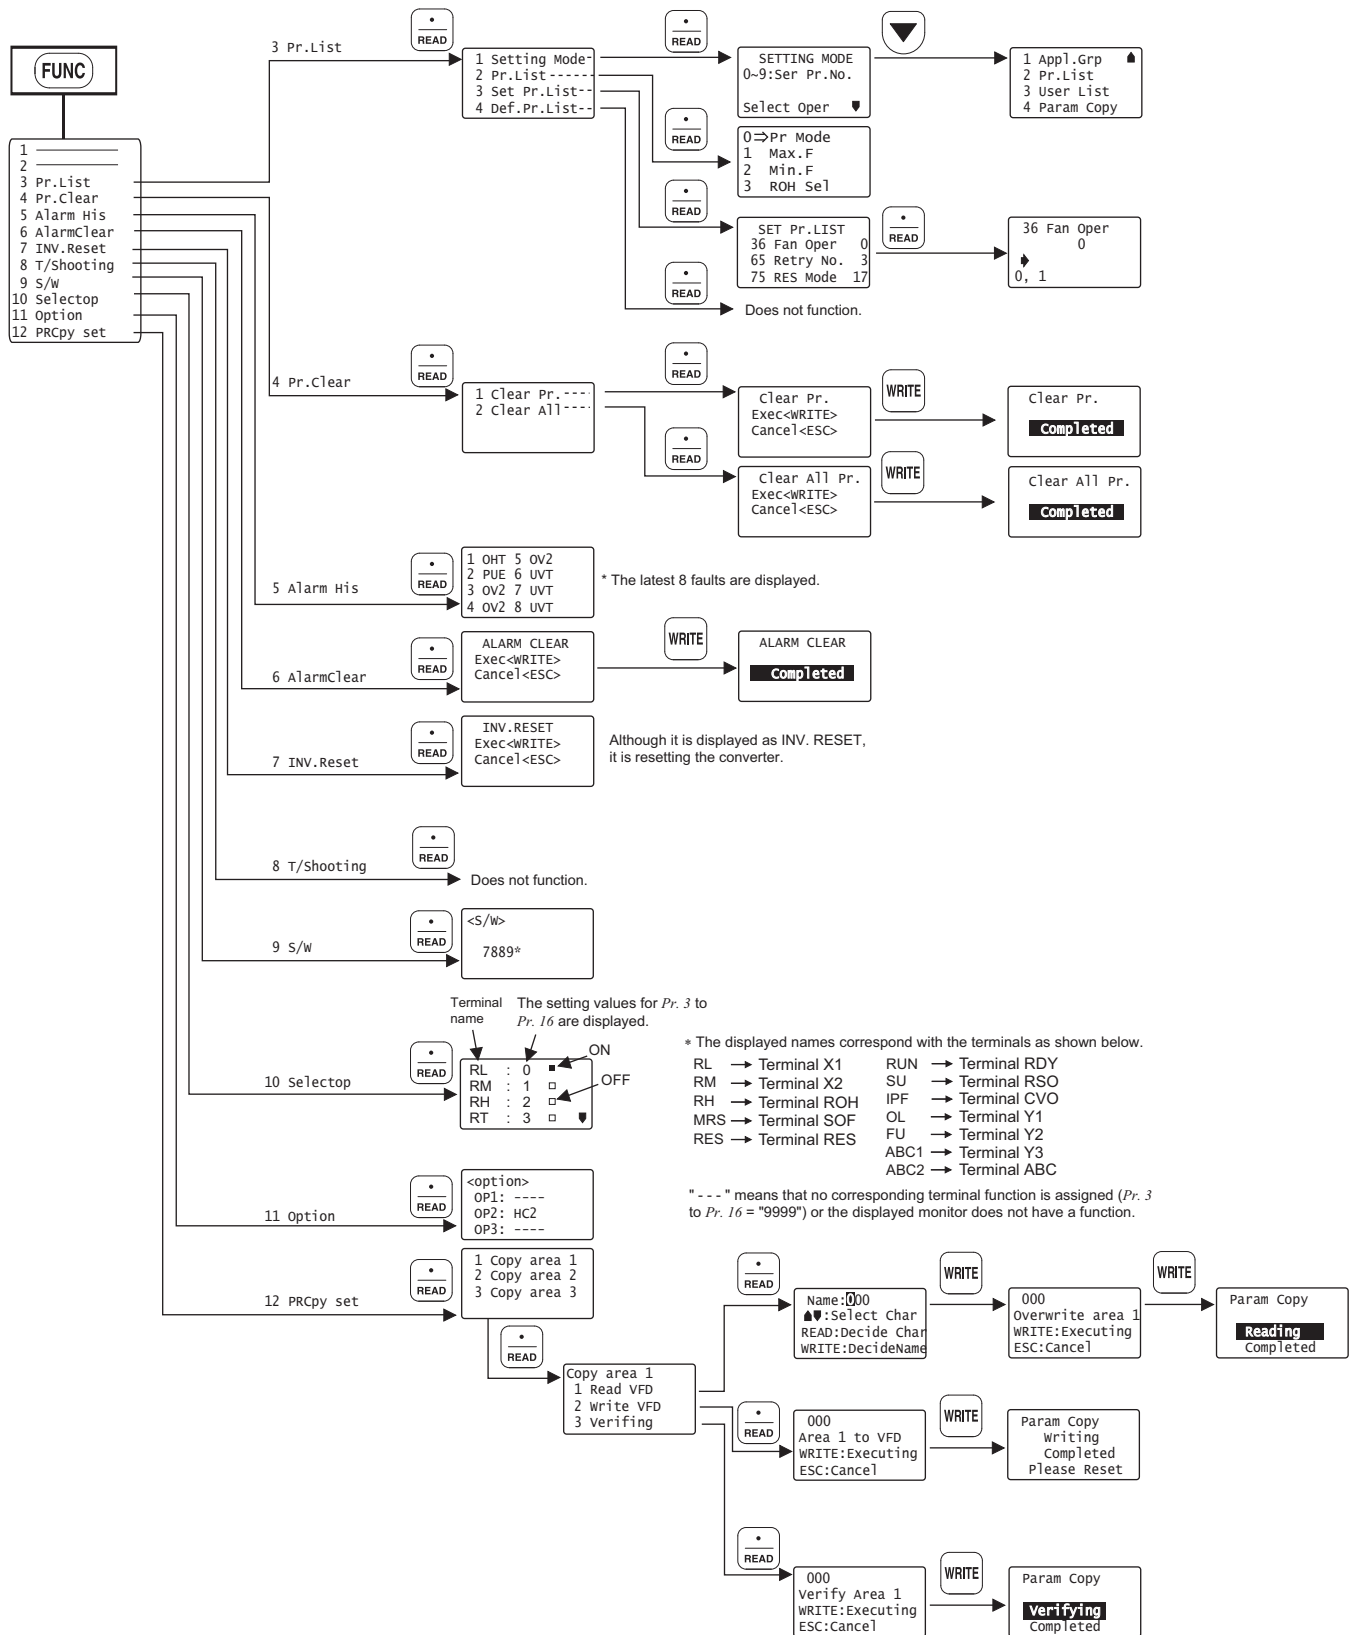 FUNC
1
2
3 Pr.List
4 Pr.Clear
5 Alarm His
6 AlarmClear
7 INV.Reset
8 T/Shooting
9 S/W
10 Selectop
11 Option
12 PRCpy set
3 Pr.List
READ
1 Setting Mode-
2 Pr.List------
3 Set Pr.List--
4 Def.Pr.List--
READ
SETTING MODE
0~9:Ser Pr.No.
Select Oper
1 Appl.Grp
2 Pr.List
3 User List
4 Param Copy
READ
0⇒Pr Mode
1 Max.F
2 Min.F
3 ROH Sel
READ
SET Pr.LIST
36 Fan Oper 0
65 Retry No. 3
75 RES Mode 17
READ
36 Fan Oper
0
0, 1
READ
Does not function.
4 Pr.Clear
READ
1 Clear Pr.----
2 Clear All----
READ
Clear Pr.
Exec<WRITE>
Cancel<ESC>
WRITE
Clear Pr.
Completed
READ
Clear All Pr.
Exec<WRITE>
Cancel<ESC>
WRITE
Clear All Pr.
Completed
5 Alarm His
READ
1 OHT 5 OV2
2 PUE 6 UVT
3 OV2 7 UVT
4 OV2 8 UVT
* The latest 8 faults are displayed.
6 AlarmClear
READ
ALARM CLEAR
Exec<WRITE>
Cancel<ESC>
WRITE
ALARM CLEAR
Completed
7 INV.Reset
READ
INV.RESET
Exec<WRITE>
Cancel<ESC>
Although it is displayed as INV. RESET,
it is resetting the converter.
8 T/Shooting
READ
Does not function.
9 S/W
READ
<S/W>
7889*
Terminal
name
The setting values for Pr. 3 to
Pr. 16 are displayed.
10 Selectop
READ
RL : 0 ■
RM : 1 □
RH : 2 □
RT : 3 □
ON
OFF
* The displayed names correspond with the terminals as shown below.
RL → Terminal X1
RM → Terminal X2
RH → Terminal ROH
MRS → Terminal SOF
RES → Terminal RES
RUN → Terminal RDY
SU → Terminal RSO
IPF → Terminal CVO
OL → Terminal Y1
FU → Terminal Y2
ABC1 → Terminal Y3
ABC2 → Terminal ABC
"- - -" means that no corresponding terminal function is assigned (Pr. 3
to Pr. 16 = "9999") or the displayed monitor does not have a function.
11 Option
READ
<option>
OP1: ----
OP2: HC2
OP3: ----
12 PRCpy set
READ
1 Copy area 1
2 Copy area 2
3 Copy area 3
READ
Copy area 1
1 Read VFD
2 Write VFD
3 Verifing
READ
Name:000
:Select Char
READ:Decide Char
WRITE:DecideName
WRITE
000
Overwrite area 1
WRITE:Executing
ESC:Cancel
WRITE
Param Copy
Reading
Completed
READ
000
Area 1 to VFD
WRITE:Executing
ESC:Cancel
WRITE
Param Copy
Writing
Completed
Please Reset
READ
000
Verify Area 1
WRITE:Executing
ESC:Cancel
WRITE
Param Copy
Verifying
Completed